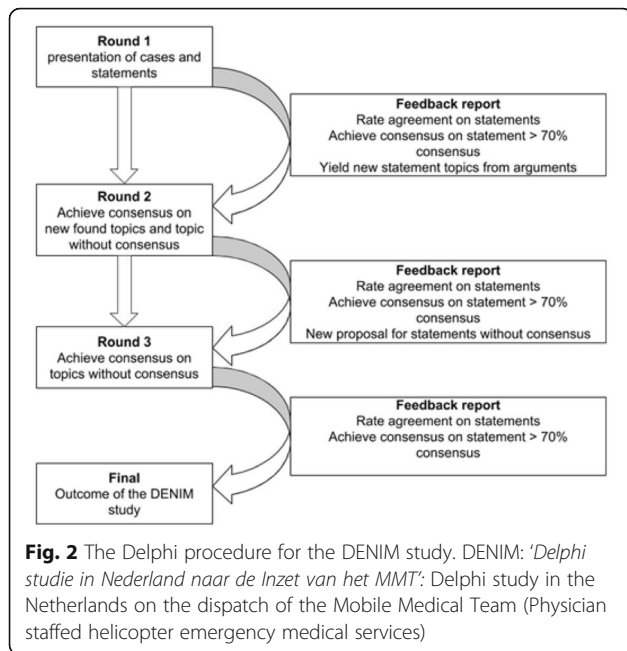 Round 1
presentation of cases and
statements
Feedback report
Rate agreement on statements
Achieve consensus on statement > 70%
consensus
Yield new statement topics from arguments
Round 2
Achieve consensus on
new found topics and topic
without consensus
Feedback report
Rate agreement on statements
Achieve consensus on statement > 70%
consensus
New proposal for statements without consensus
Round 3
Achieve consensus on
topics without consensus
Feedback report
Rate agreement on statements
Achieve consensus on statement > 70%
consensus
Final
Outcome of the DENIM
study
Fig. 2 The Delphi procedure for the DENIM study. DENIM: ‘Delphi
studie in Nederland naar de Inzet van het MMT’: Delphi study in the
Netherlands on the dispatch of the Mobile Medical Team (Physician
staffed helicopter emergency medical services)